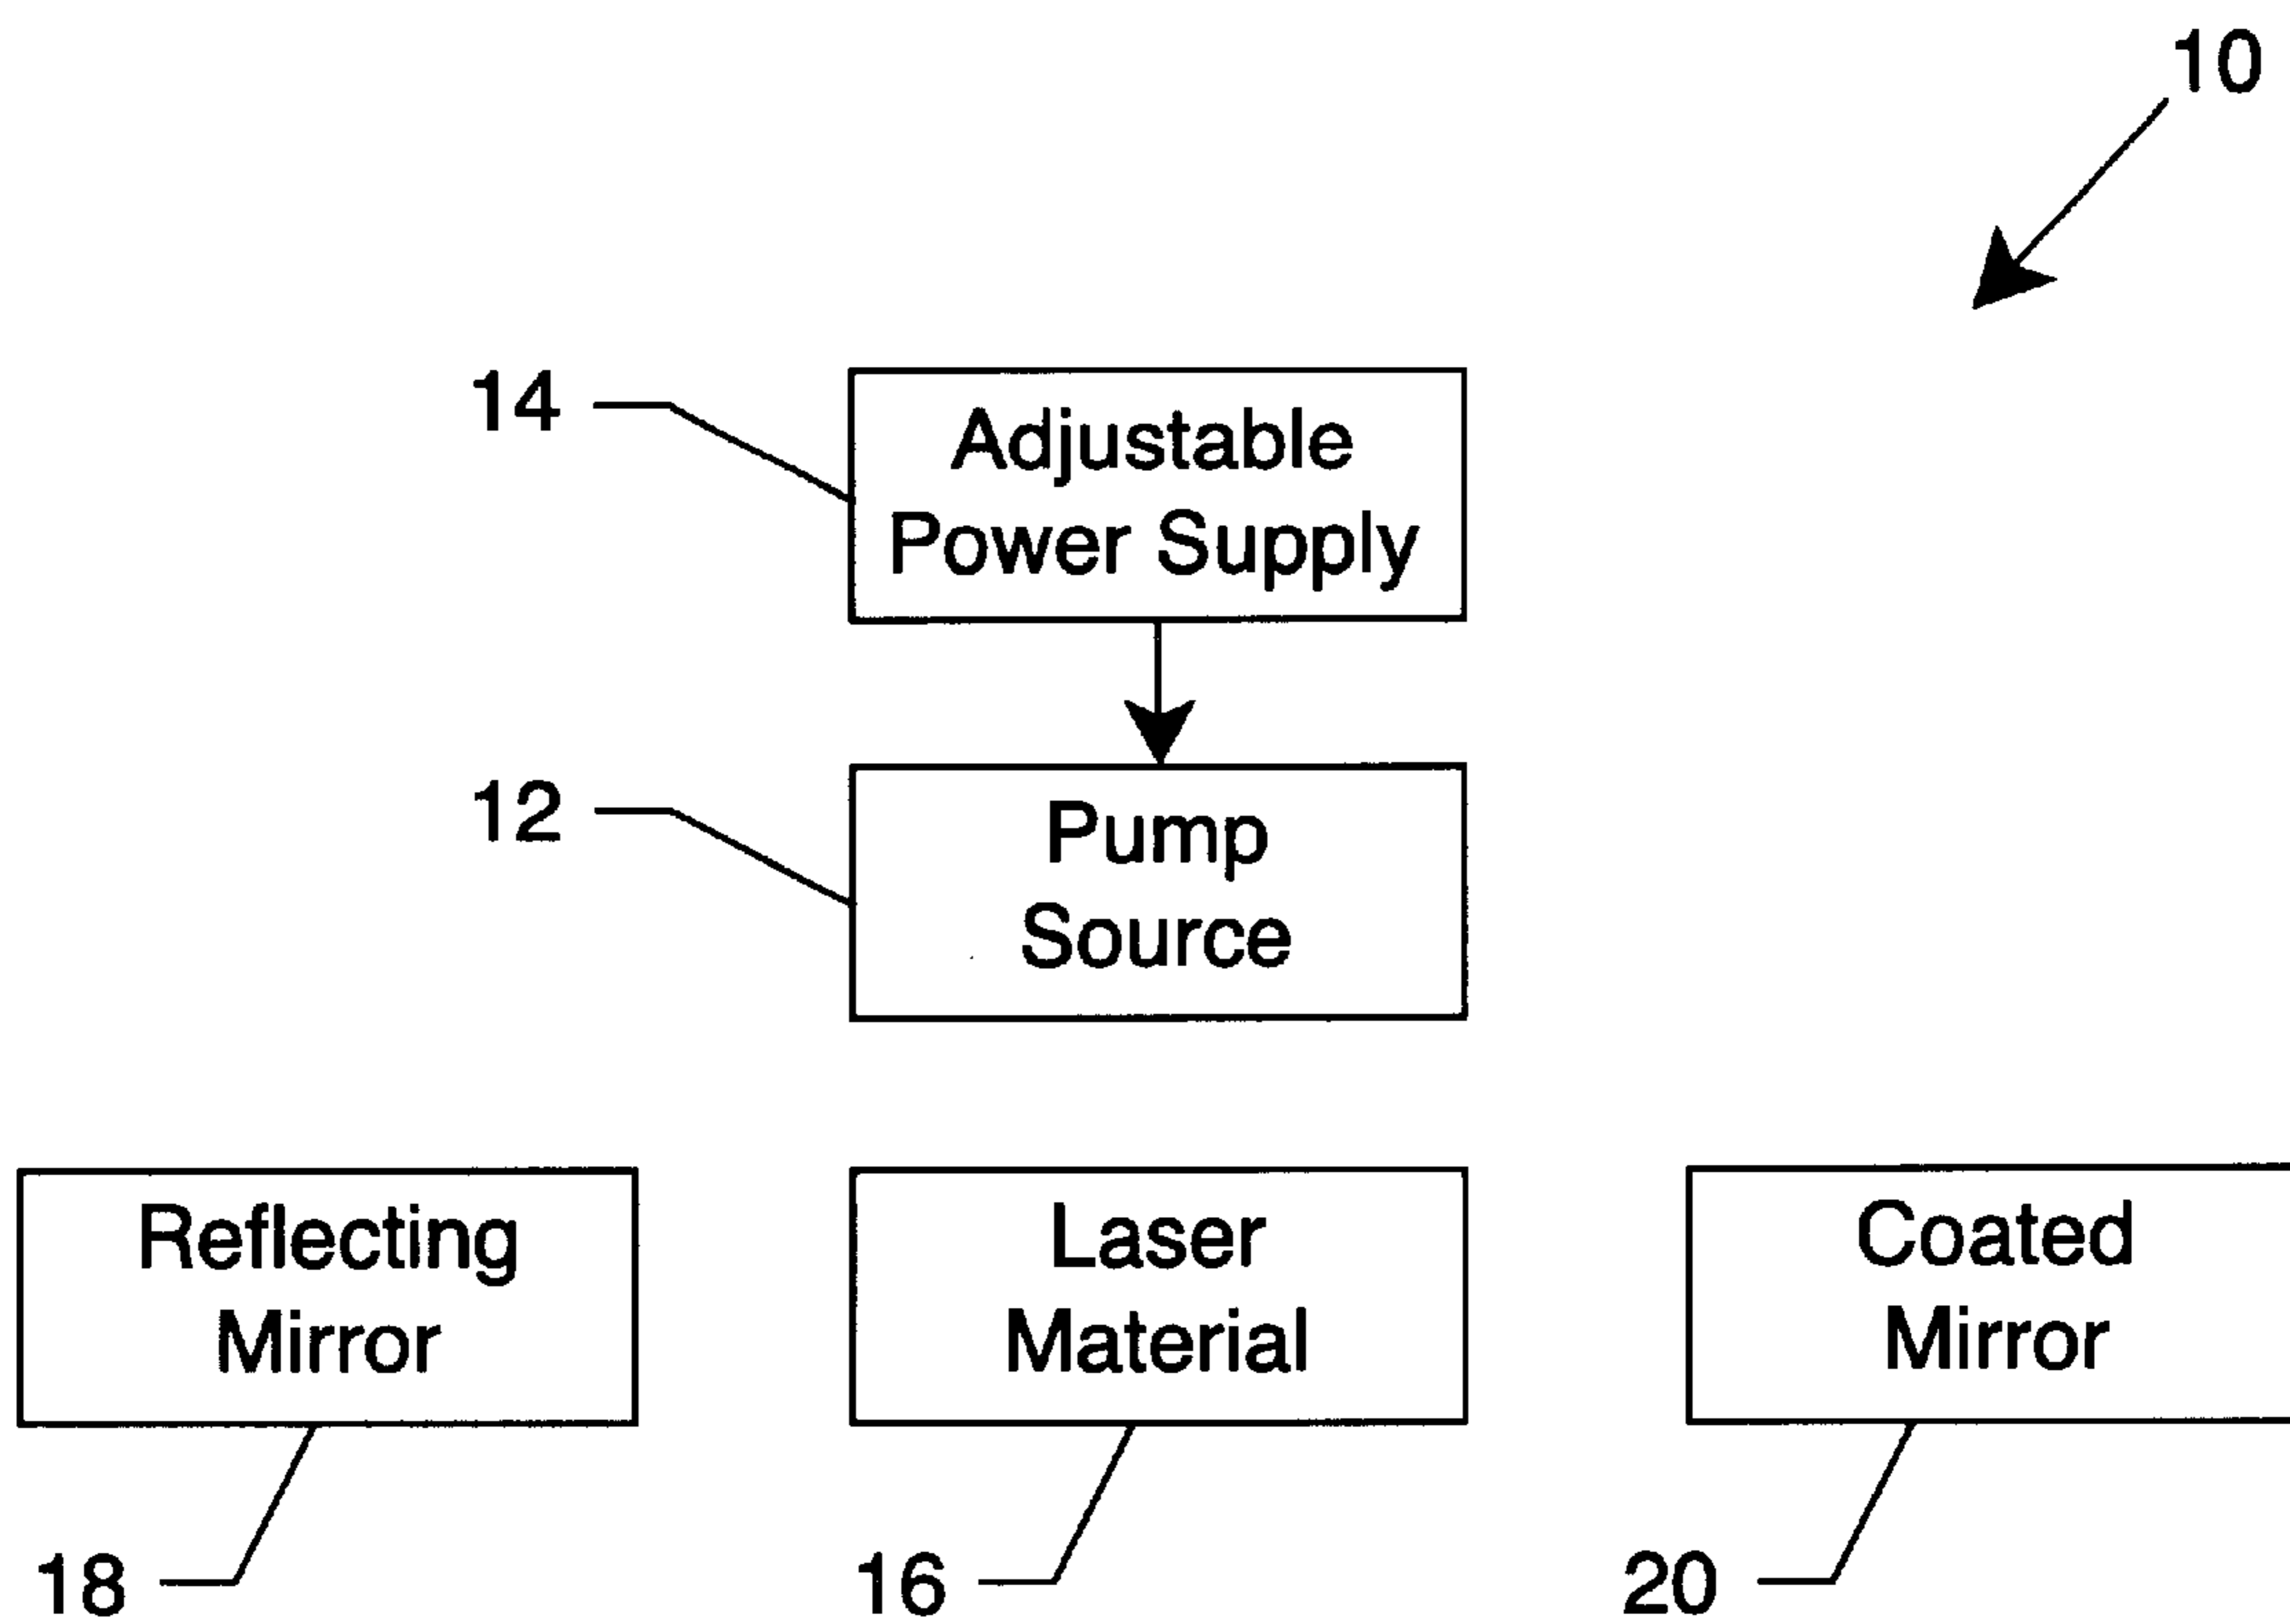 10
14
Adjustable
Power Supply
12
Pump
Source
Reflecting
Mirror
Laser
Material
Coated
Mirror
18
16
20